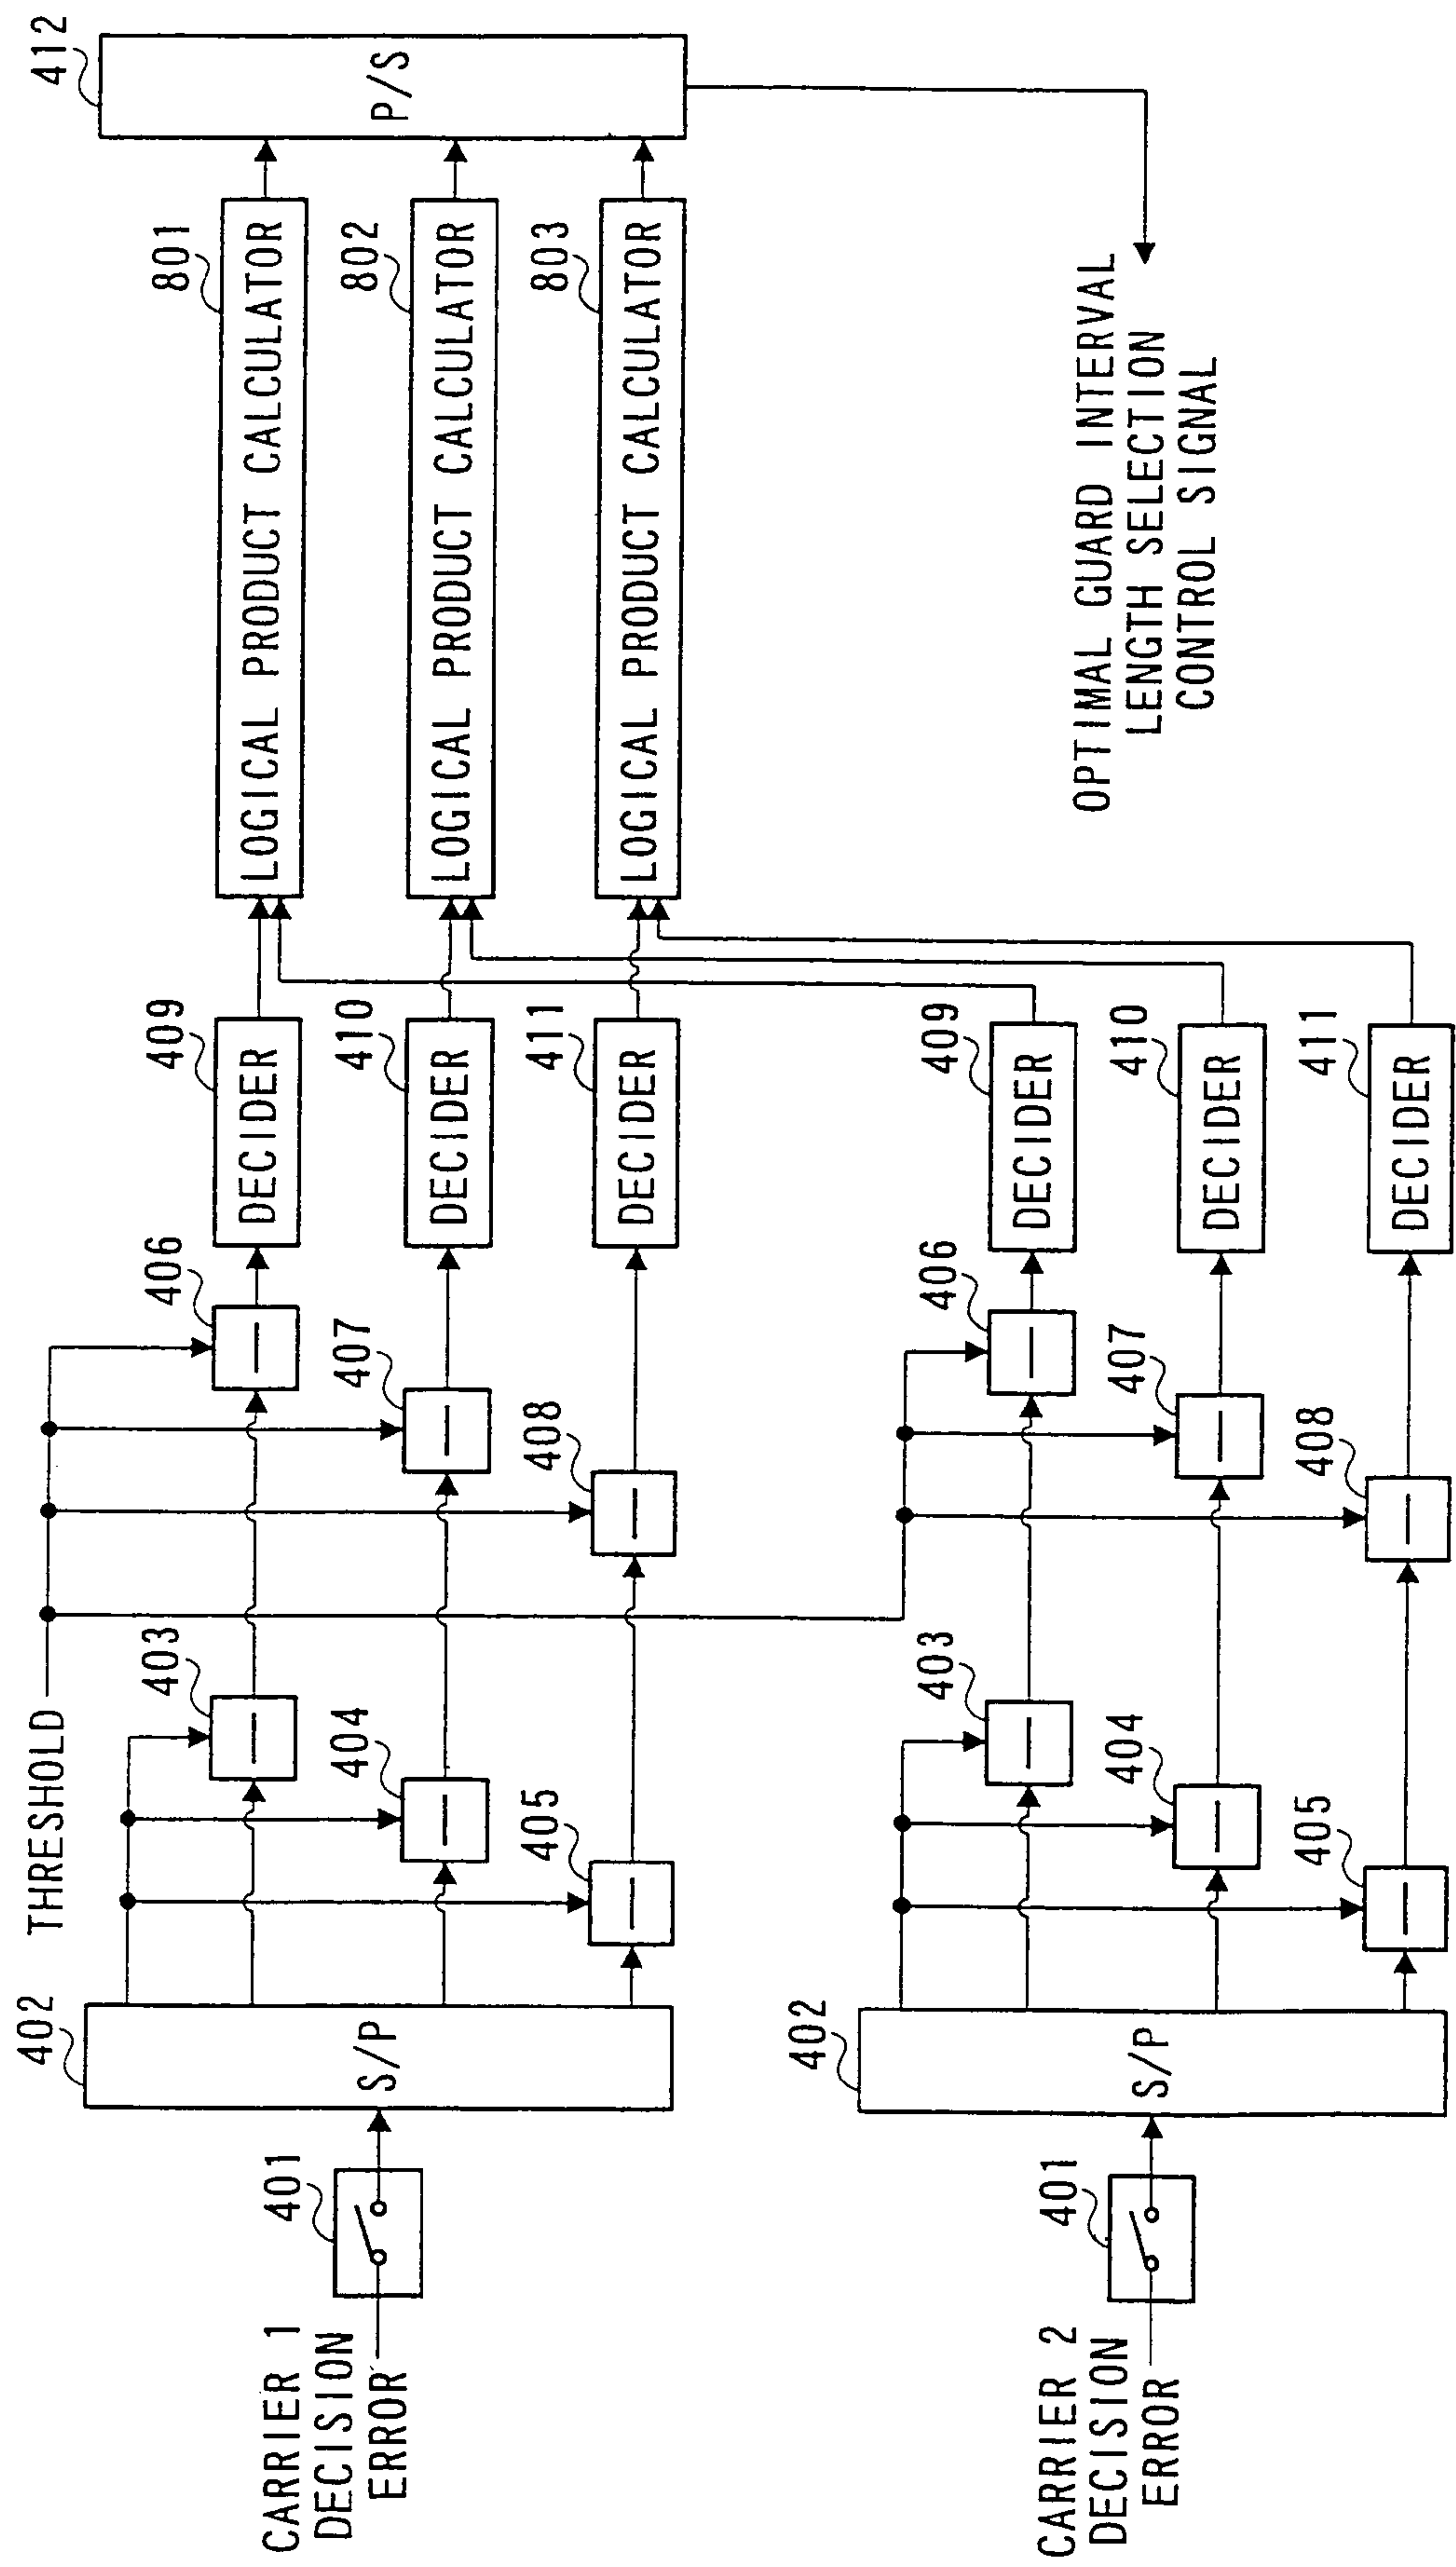 THRESHOLD
CARRIER 1
DECISION
ERROR
401
402
S/P
403
404
405
406
407
408
409
DECIDER
410
DECIDER
411
DECIDER
801
LOGICAL PRODUCT CALCULATOR
802
LOGICAL PRODUCT CALCULATOR
803
LOGICAL PRODUCT CALCULATOR
412
P/S
CARRIER 2
DECISION
ERROR
401
402
S/P
403
404
405
406
407
408
409
DECIDER
410
DECIDER
411
DECIDER
OPTIMAL GUARD INTERVAL
LENGTH SELECTION
CONTROL SIGNAL